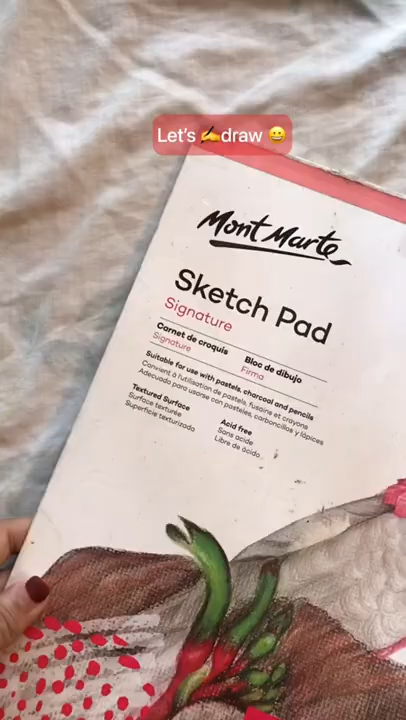 Let's ✍️draw 😀
Mont Marte
Sketch Pad
Signature
Carnet de croquis
Signature
Bloc de dibujo
Firma
Suitable for use with pastels, charcoal and pencils
Convient à l'utilisation de pastels, fusains et crayons
Adecuado para usarse con pasteles, carboncillos y lápices
Textured Surface
Surface texturée
Superficie texturizada
Acid free
Sans acide
Libre de ácido